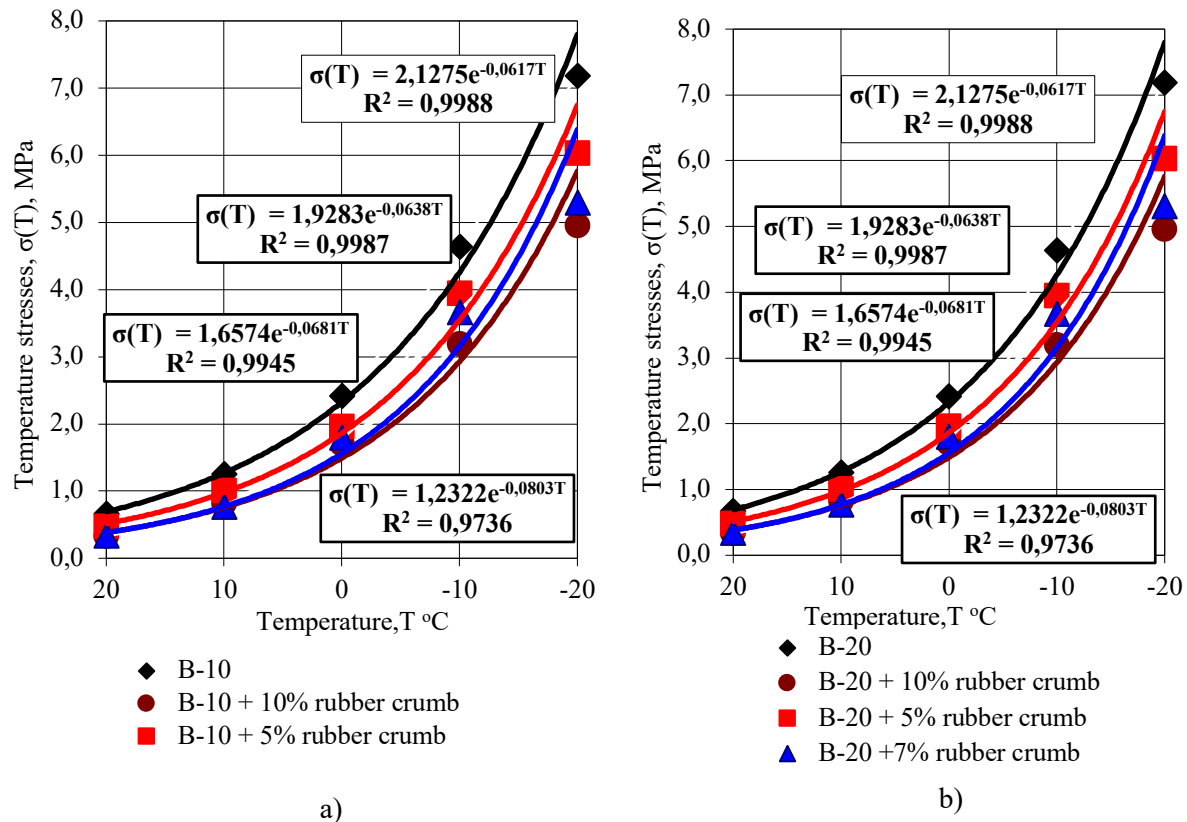 8,0
7,0
6,0
5,0
4,0
3,0
2,0
1,0
0,0
Temperature stresses, σ(T), MPa
σ(T) = 2,1275e^-0,0617T
R² = 0,9988
σ(T) = 1,9283e^-0,0638T
R² = 0,9987
σ(T) = 1,6574e^-0,0681T
R² = 0,9945
σ(T) = 1,2322e^-0,0803T
R² = 0,9736
20 10 0 -10 -20
Temperature,T °C
B-10
B-10 + 10% rubber crumb
B-10 + 5% rubber crumb
a)
8,0
7,0
6,0
5,0
4,0
3,0
2,0
1,0
0,0
Temperature stresses, σ(T), MPa
σ(T) = 2,1275e^-0,0617T
R² = 0,9988
σ(T) = 1,9283e^-0,0638T
R² = 0,9987
σ(T) = 1,6574e^-0,0681T
R² = 0,9945
σ(T) = 1,2322e^-0,0803T
R² = 0,9736
20 10 0 -10 -20
Temperature,T °C
B-20
B-20 + 10% rubber crumb
B-20 + 5% rubber crumb
B-20 +7% rubber crumb
b)